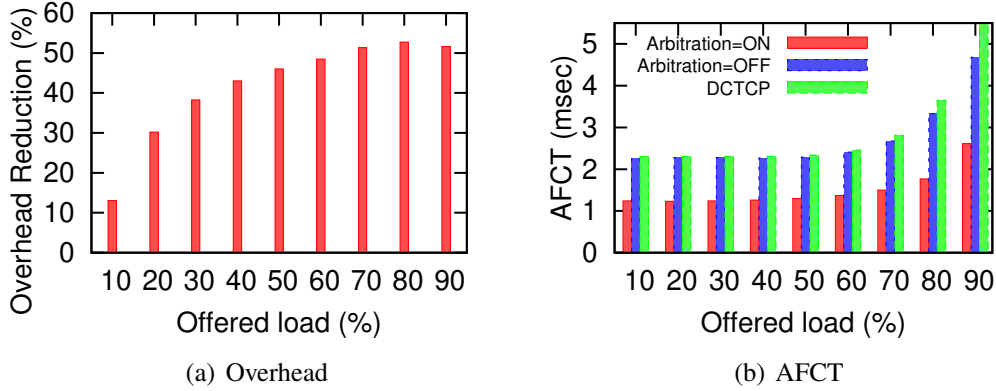 Overhead Reduction (%)
60
50
40
30
20
10
0
10 20 30 40 50 60 70 80 90
Offered load (%)
(a) Overhead
AFCT (msec)
5
4
3
2
1
0
Arbitration=ON
Arbitration=OFF
DCTCP
10 20 30 40 50 60 70 80 90
Offered load (%)
(b) AFCT